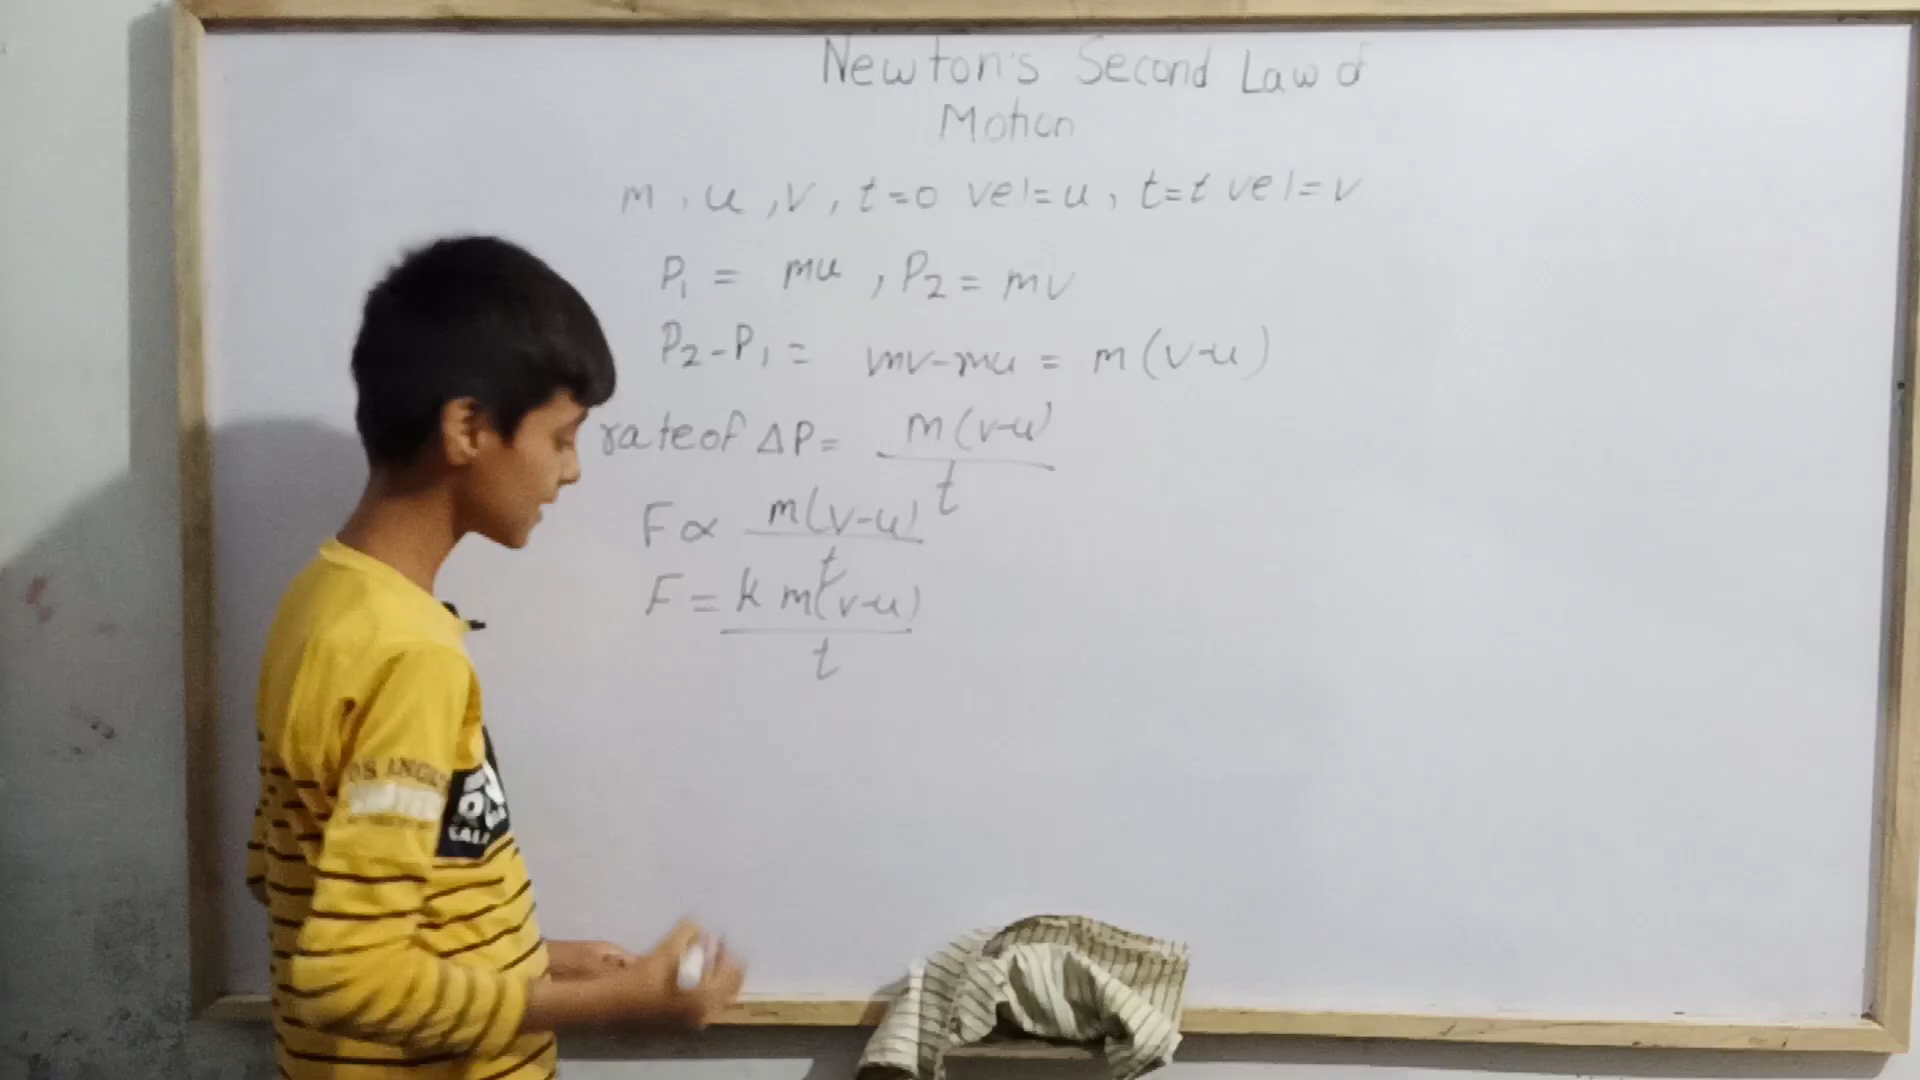 Newton's Second Law of
Motion
m, u, v, t=0 vel=u, t=t vel=v
P₁ = mu, P₂ = mv
P₂-P₁ = mv-mu = m(v-u)
rate of ΔP = m(v-u)/t
F ∝ m(v-u)/t
F = k m(v-u)/t